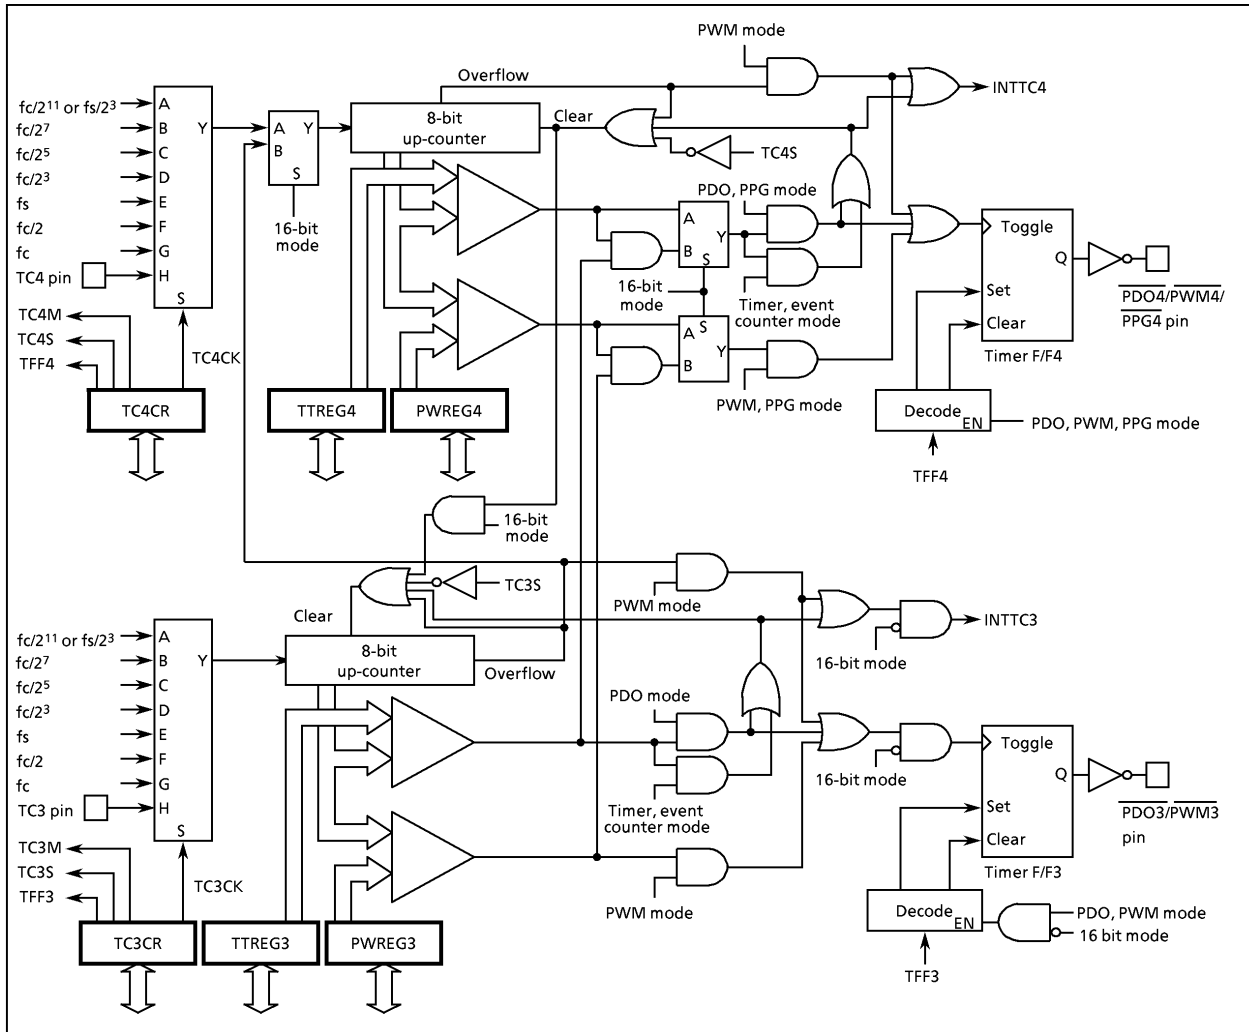 PWM mode
Overflow
INTTC4
fc/2¹¹ or fs/2³
A
fc/2⁷
B
Y
fc/2⁵
C
fc/2³
D
fs
E
fc/2
F
fc
G
TC4 pin
H
S
A
Y
B
S
16-bit
mode
8-bit
up-counter
Clear
TC4S
PDO, PPG mode
A
Y
B
S
16-bit
mode
Timer, event
counter mode
S
A
Y
B
PWM, PPG mode
Toggle
Q
Set
Clear
Timer F/F4
PDO4/PWM4/
PPG4 pin
Decode
EN
PDO, PWM, PPG mode
TFF4
TC4M
TC4S
TFF4
TC4CK
TC4CR
TTREG4
PWREG4
16-bit
mode
TC3S
PWM mode
Clear
INTTC3
16-bit mode
fc/2¹¹ or fs/2³
A
fc/2⁷
B
Y
fc/2⁵
C
fc/2³
D
fs
E
fc/2
F
fc
G
TC3 pin
H
S
8-bit
up-counter
Overflow
PDO mode
16-bit mode
Timer, event
counter mode
PWM mode
Toggle
Q
Set
Clear
Timer F/F3
PDO3/PWM3
pin
Decode
EN
PDO, PWM mode
16 bit mode
TFF3
TC3M
TC3S
TFF3
TC3CK
TC3CR
TTREG3
PWREG3